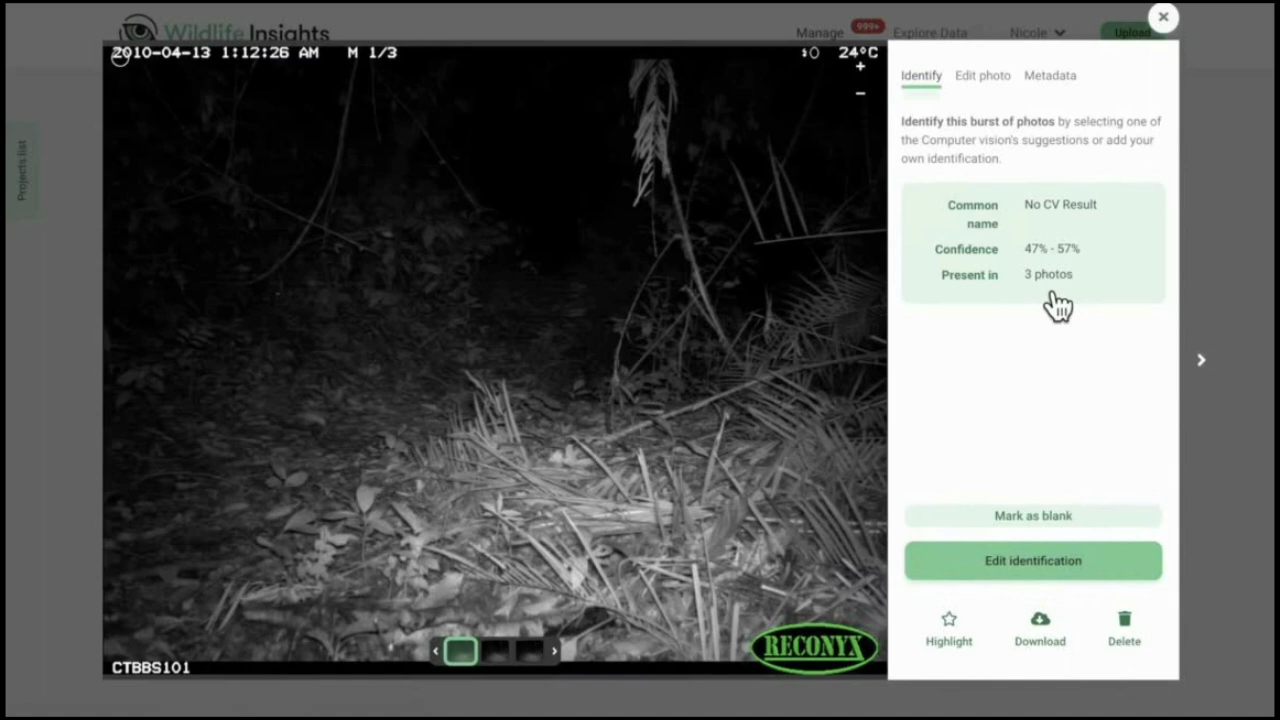 Wildlife Insights
Manage 999+ Explore Data Nicole Upload
2010-04-13 1:12:26 AM M 1/3 24°C
Projects list
Identify Edit photo Metadata
Identify this burst of photos by selecting one of
the Computer vision's suggestions or add your
own identification.
Common name No CV Result
Confidence 47% - 57%
Present in 3 photos
Mark as blank
Edit identification
Highlight Download Delete
RECONYX
CTBBS101